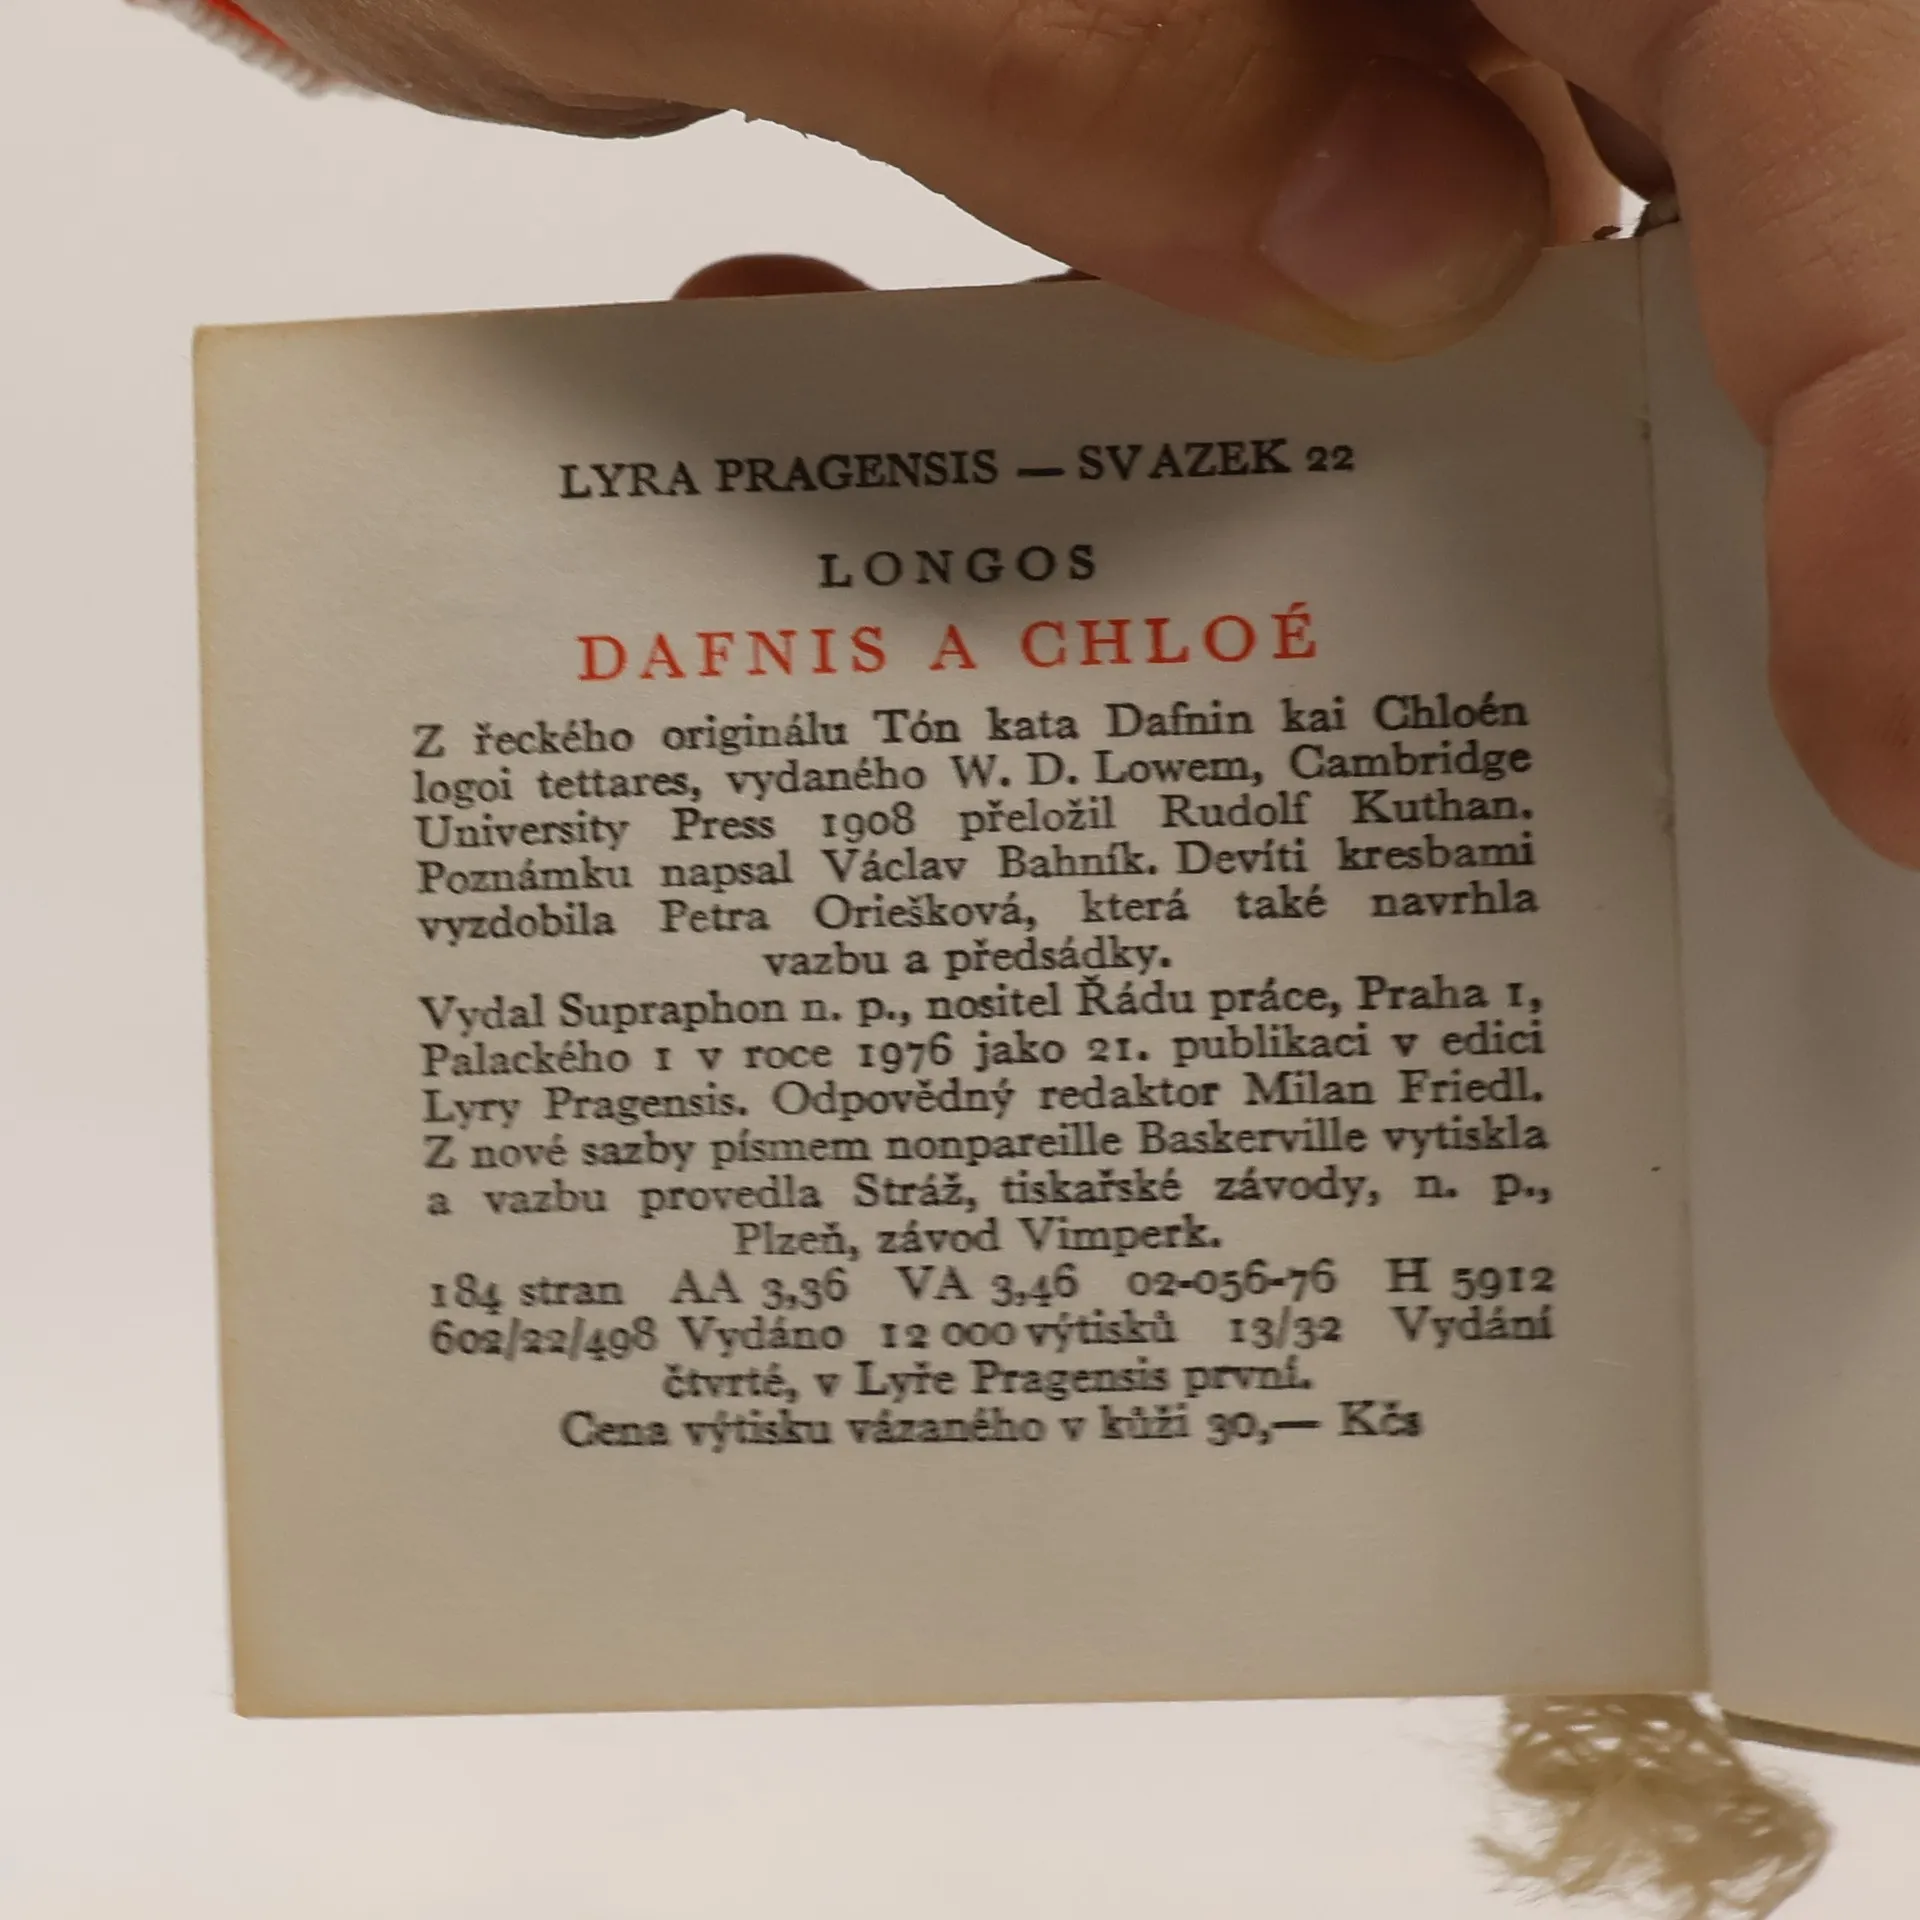 LYRA PRAGENSIS — SVAZEK 22
LONGOS
DAFNIS A CHLOÉ
Z řeckého originálu Tón kata Dafnin kai Chloén
logoi tettares, vydaného W. D. Lowem, Cambridge
University Press 1908 přeložil Rudolf Kuthan.
Poznámku napsal Václav Bahník. Devíti kresbami
vyzdobila Petra Oriešková, která také navrhla
vazbu a předsádky.
Vydal Supraphon n. p., nositel Řádu práce, Praha 1,
Palackého 1 v roce 1976 jako 21. publikaci v edici
Lyry Pragensis. Odpovědný redaktor Milan Friedl.
Z nové sazby písmem nonpareille Baskerville vytiskla
a vazbu provedla Stráž, tiskařské závody, n. p.,
Plzeň, závod Vimperk.
184 stran AA 3,36 VA 3,46 02-056-76 H 5912
602/22/498 Vydáno 12 000 výtisků 13/32 Vydání
čtvrté, v Lyře Pragensis první.
Cena výtisku vázaného v kůži 30,— Kčs